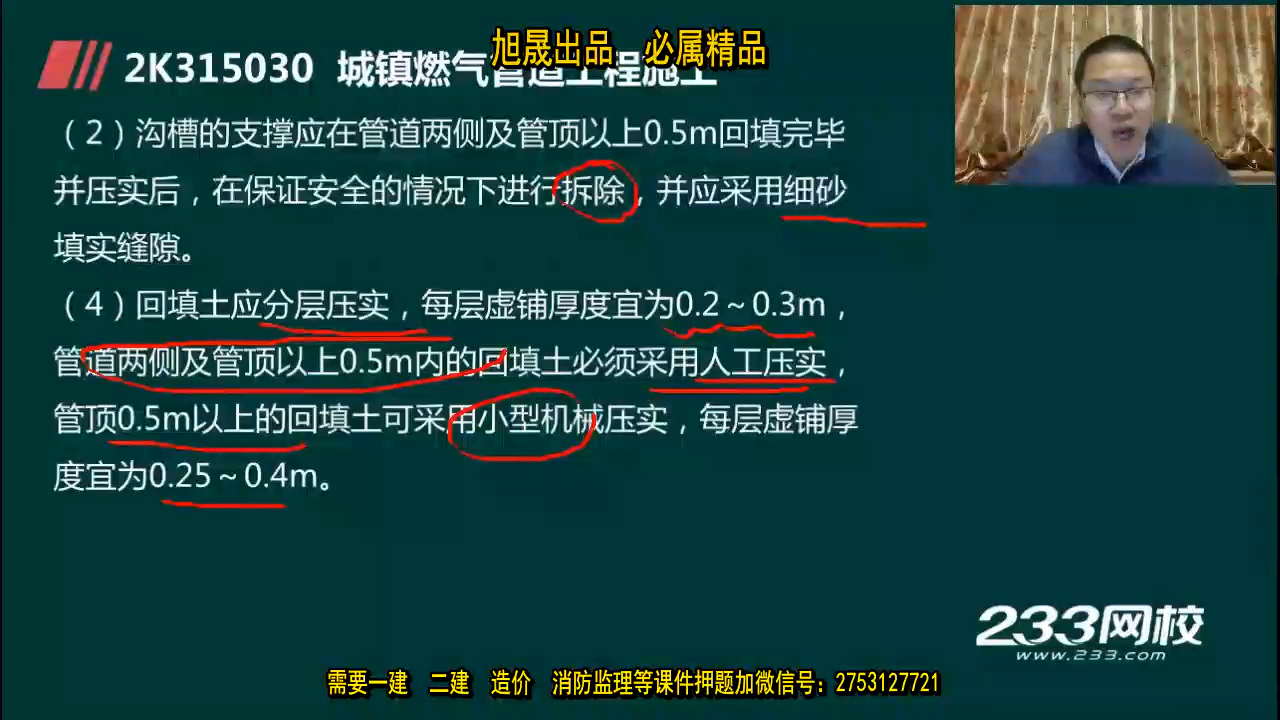 旭晟出品 必属精品
2K315030 城镇燃气管道工程施工
（2）沟槽的支撑应在管道两侧及管顶以上0.5m回填完毕
并压实后，在保证安全的情况下进行拆除，并应采用细砂
填实缝隙。
（4）回填土应分层压实，每层虚铺厚度宜为0.2～0.3m，
管道两侧及管顶以上0.5m内的回填土必须采用人工压实，
管顶0.5m以上的回填土可采用小型机械压实，每层虚铺厚
度宜为0.25～0.4m。
233网校
www.233.com
需要一建 二建 造价 消防监理等课件押题加微信号：2753127721